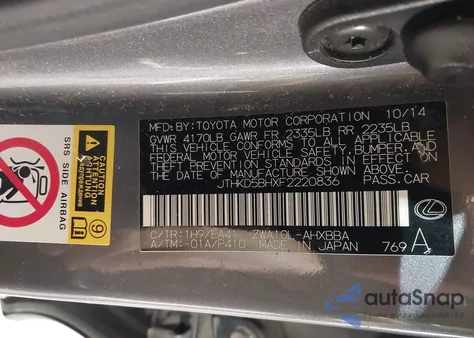 MFD.BY:TOYOTA MOTOR CORPORATION 10/14
GVWR 4170LB GAWR FR 2335LB RR 2235LB
THIS VEHICLE CONFORMS TO ALL APPLICABLE
FEDERAL MOTOR VEHICLE SAFETY, BUMPER, AND
THEFT PREVENTION STANDARDS IN EFFECT ON
THE DATE OF MANUFACTURE SHOWN ABOVE.
JTHKD5BHXF2220836 PASS.CAR
C/TR:1H9/EA41 ZWA10L-AHXBBA
A/TM:-01A/P410 MADE IN JAPAN 769 A
SRS SIDE AIRBAG
9
autoSnap